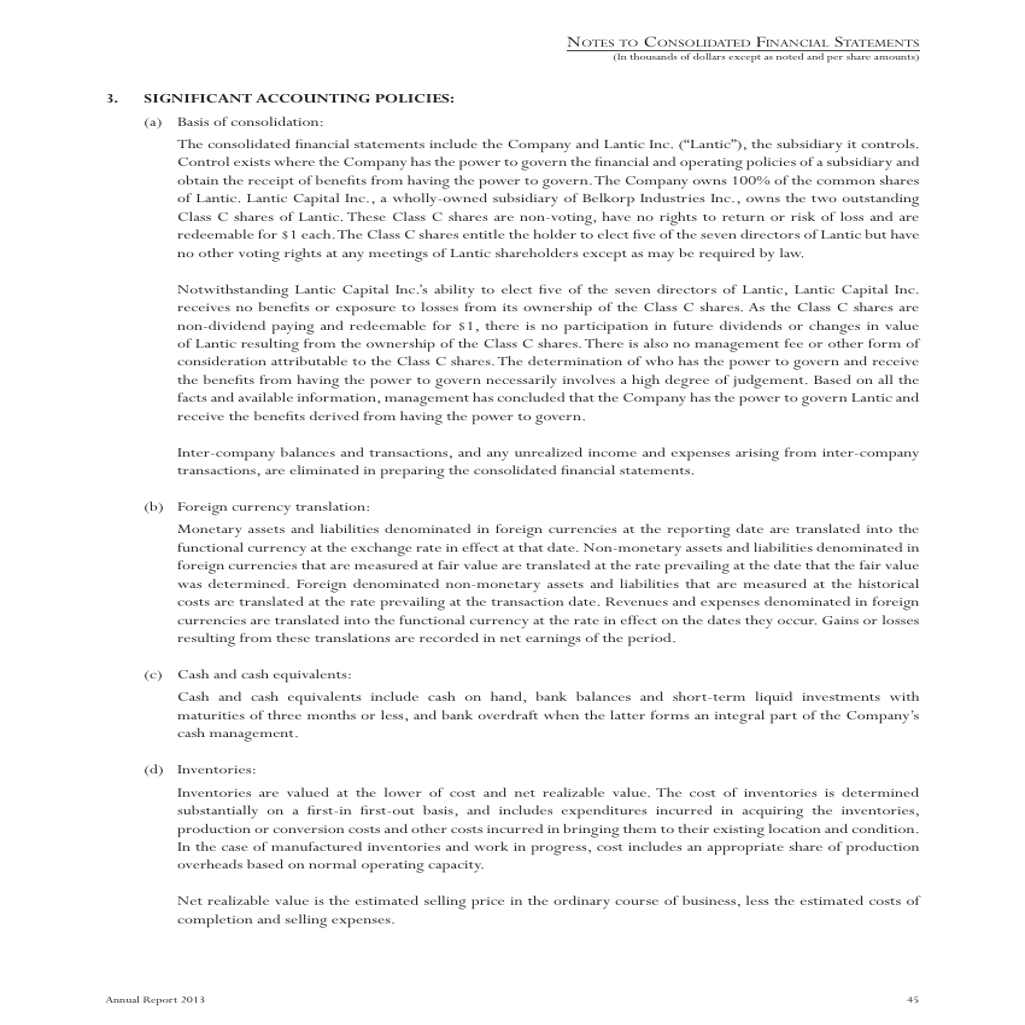 NOTES TO CONSOLIDATED FINANCIAL STATEMENTS
(In thousands of dollars except as noted and per share amounts)
3. SIGNIFICANT ACCOUNTING POLICIES:
(a) Basis of consolidation:
The consolidated financial statements include the Company and Lantic Inc. (“Lantic”), the subsidiary it controls.
Control exists where the Company has the power to govern the financial and operating policies of a subsidiary and
obtain the receipt of benefits from having the power to govern. The Company owns 100% of the common shares
of Lantic. Lantic Capital Inc., a wholly-owned subsidiary of Belkorp Industries Inc., owns the two outstanding
Class C shares of Lantic. These Class C shares are non-voting, have no rights to return or risk of loss and are
redeemable for $1 each. The Class C shares entitle the holder to elect five of the seven directors of Lantic but have
no other voting rights at any meetings of Lantic shareholders except as may be required by law.
Notwithstanding Lantic Capital Inc.’s ability to elect five of the seven directors of Lantic, Lantic Capital Inc.
receives no benefits or exposure to losses from its ownership of the Class C shares. As the Class C shares are
non-dividend paying and redeemable for $1, there is no participation in future dividends or changes in value
of Lantic resulting from the ownership of the Class C shares. There is also no management fee or other form of
consideration attributable to the Class C shares. The determination of who has the power to govern and receive
the benefits from having the power to govern necessarily involves a high degree of judgement. Based on all the
facts and available information, management has concluded that the Company has the power to govern Lantic and
receive the benefits derived from having the power to govern.
Inter-company balances and transactions, and any unrealized income and expenses arising from inter-company
transactions, are eliminated in preparing the consolidated financial statements.
(b) Foreign currency translation:
Monetary assets and liabilities denominated in foreign currencies at the reporting date are translated into the
functional currency at the exchange rate in effect at that date. Non-monetary assets and liabilities denominated in
foreign currencies that are measured at fair value are translated at the rate prevailing at the date that the fair value
was determined. Foreign denominated non-monetary assets and liabilities that are measured at the historical
costs are translated at the rate prevailing at the transaction date. Revenues and expenses denominated in foreign
currencies are translated into the functional currency at the rate in effect on the dates they occur. Gains or losses
resulting from these translations are recorded in net earnings of the period.
(c) Cash and cash equivalents:
Cash and cash equivalents include cash on hand, bank balances and short-term liquid investments with
maturities of three months or less, and bank overdraft when the latter forms an integral part of the Company’s
cash management.
(d) Inventories:
Inventories are valued at the lower of cost and net realizable value. The cost of inventories is determined
substantially on a first-in first-out basis, and includes expenditures incurred in acquiring the inventories,
production or conversion costs and other costs incurred in bringing them to their existing location and condition.
In the case of manufactured inventories and work in progress, cost includes an appropriate share of production
overheads based on normal operating capacity.
Net realizable value is the estimated selling price in the ordinary course of business, less the estimated costs of
completion and selling expenses.
Annual Report 2013 45